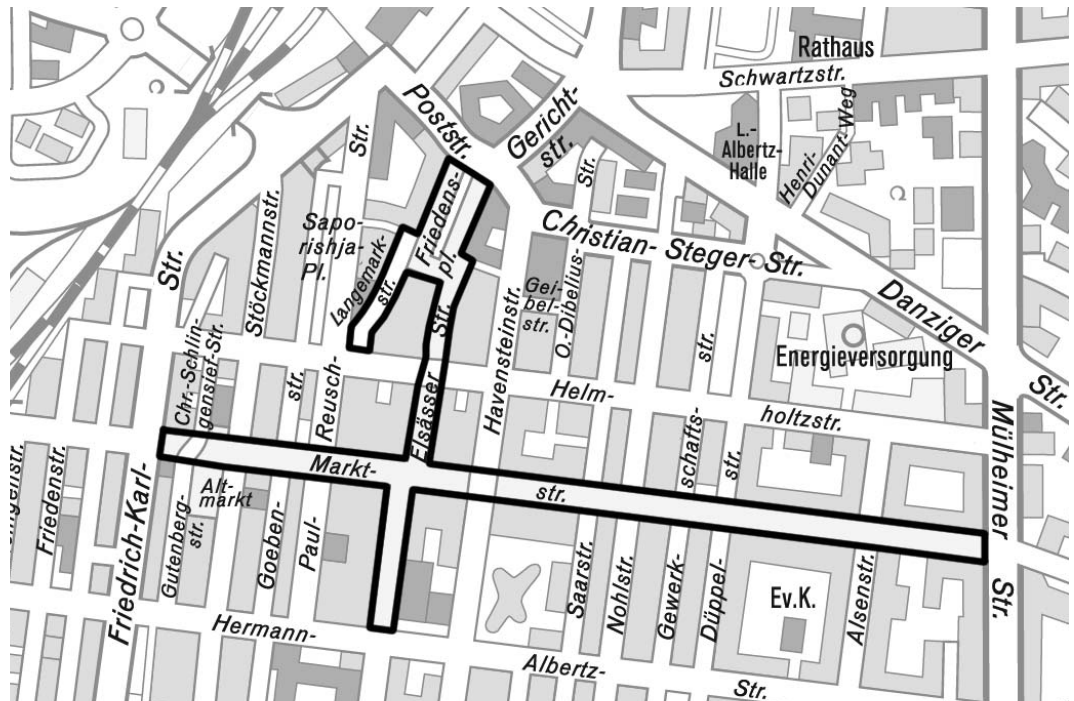 Rathaus
Schwartzstr.
Poststr.
Gericht-
str.
L.-
Albertz-
Halle
Henri-
Dunant-Weg
Str.
Str.
Friedens-
pl.
Christian- Steger- Str.
Sapo-
rishja-
Pl.
Stöckmannstr.
Langemark-
str.
Str.
Geibel-
str.
O.-Dibelius-
Danziger
Str.
Energieversorgung
Chr.-Schlin-
gensief-Str.
str.
Reusch-
Elsässer
Str.
Havensteinstr.
Helm-
holtzstr.
str.
schafts-
str.
Mülheimer
Str.
Friedenstr.
Friedrich-Karl-
Markt-
str.
Alt-
markt
Gutenberg-
str.
Goeben-
Paul-
Saarstr.
Nohlstr.
Gewerk-
Düppel-
Ev.K.
Alsenstr.
Hermann-
Albertz-
Str.